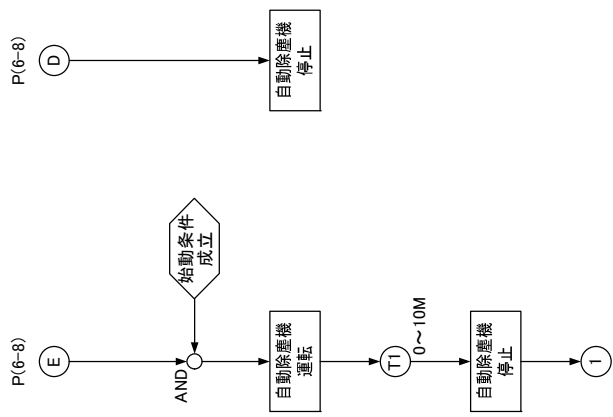 P(6-8)
E
始動条件
成立
AND
自動除塵機
運転
T1
0～10M
自動除塵機
停止
1
P(6-8)
D
自動除塵機
停止